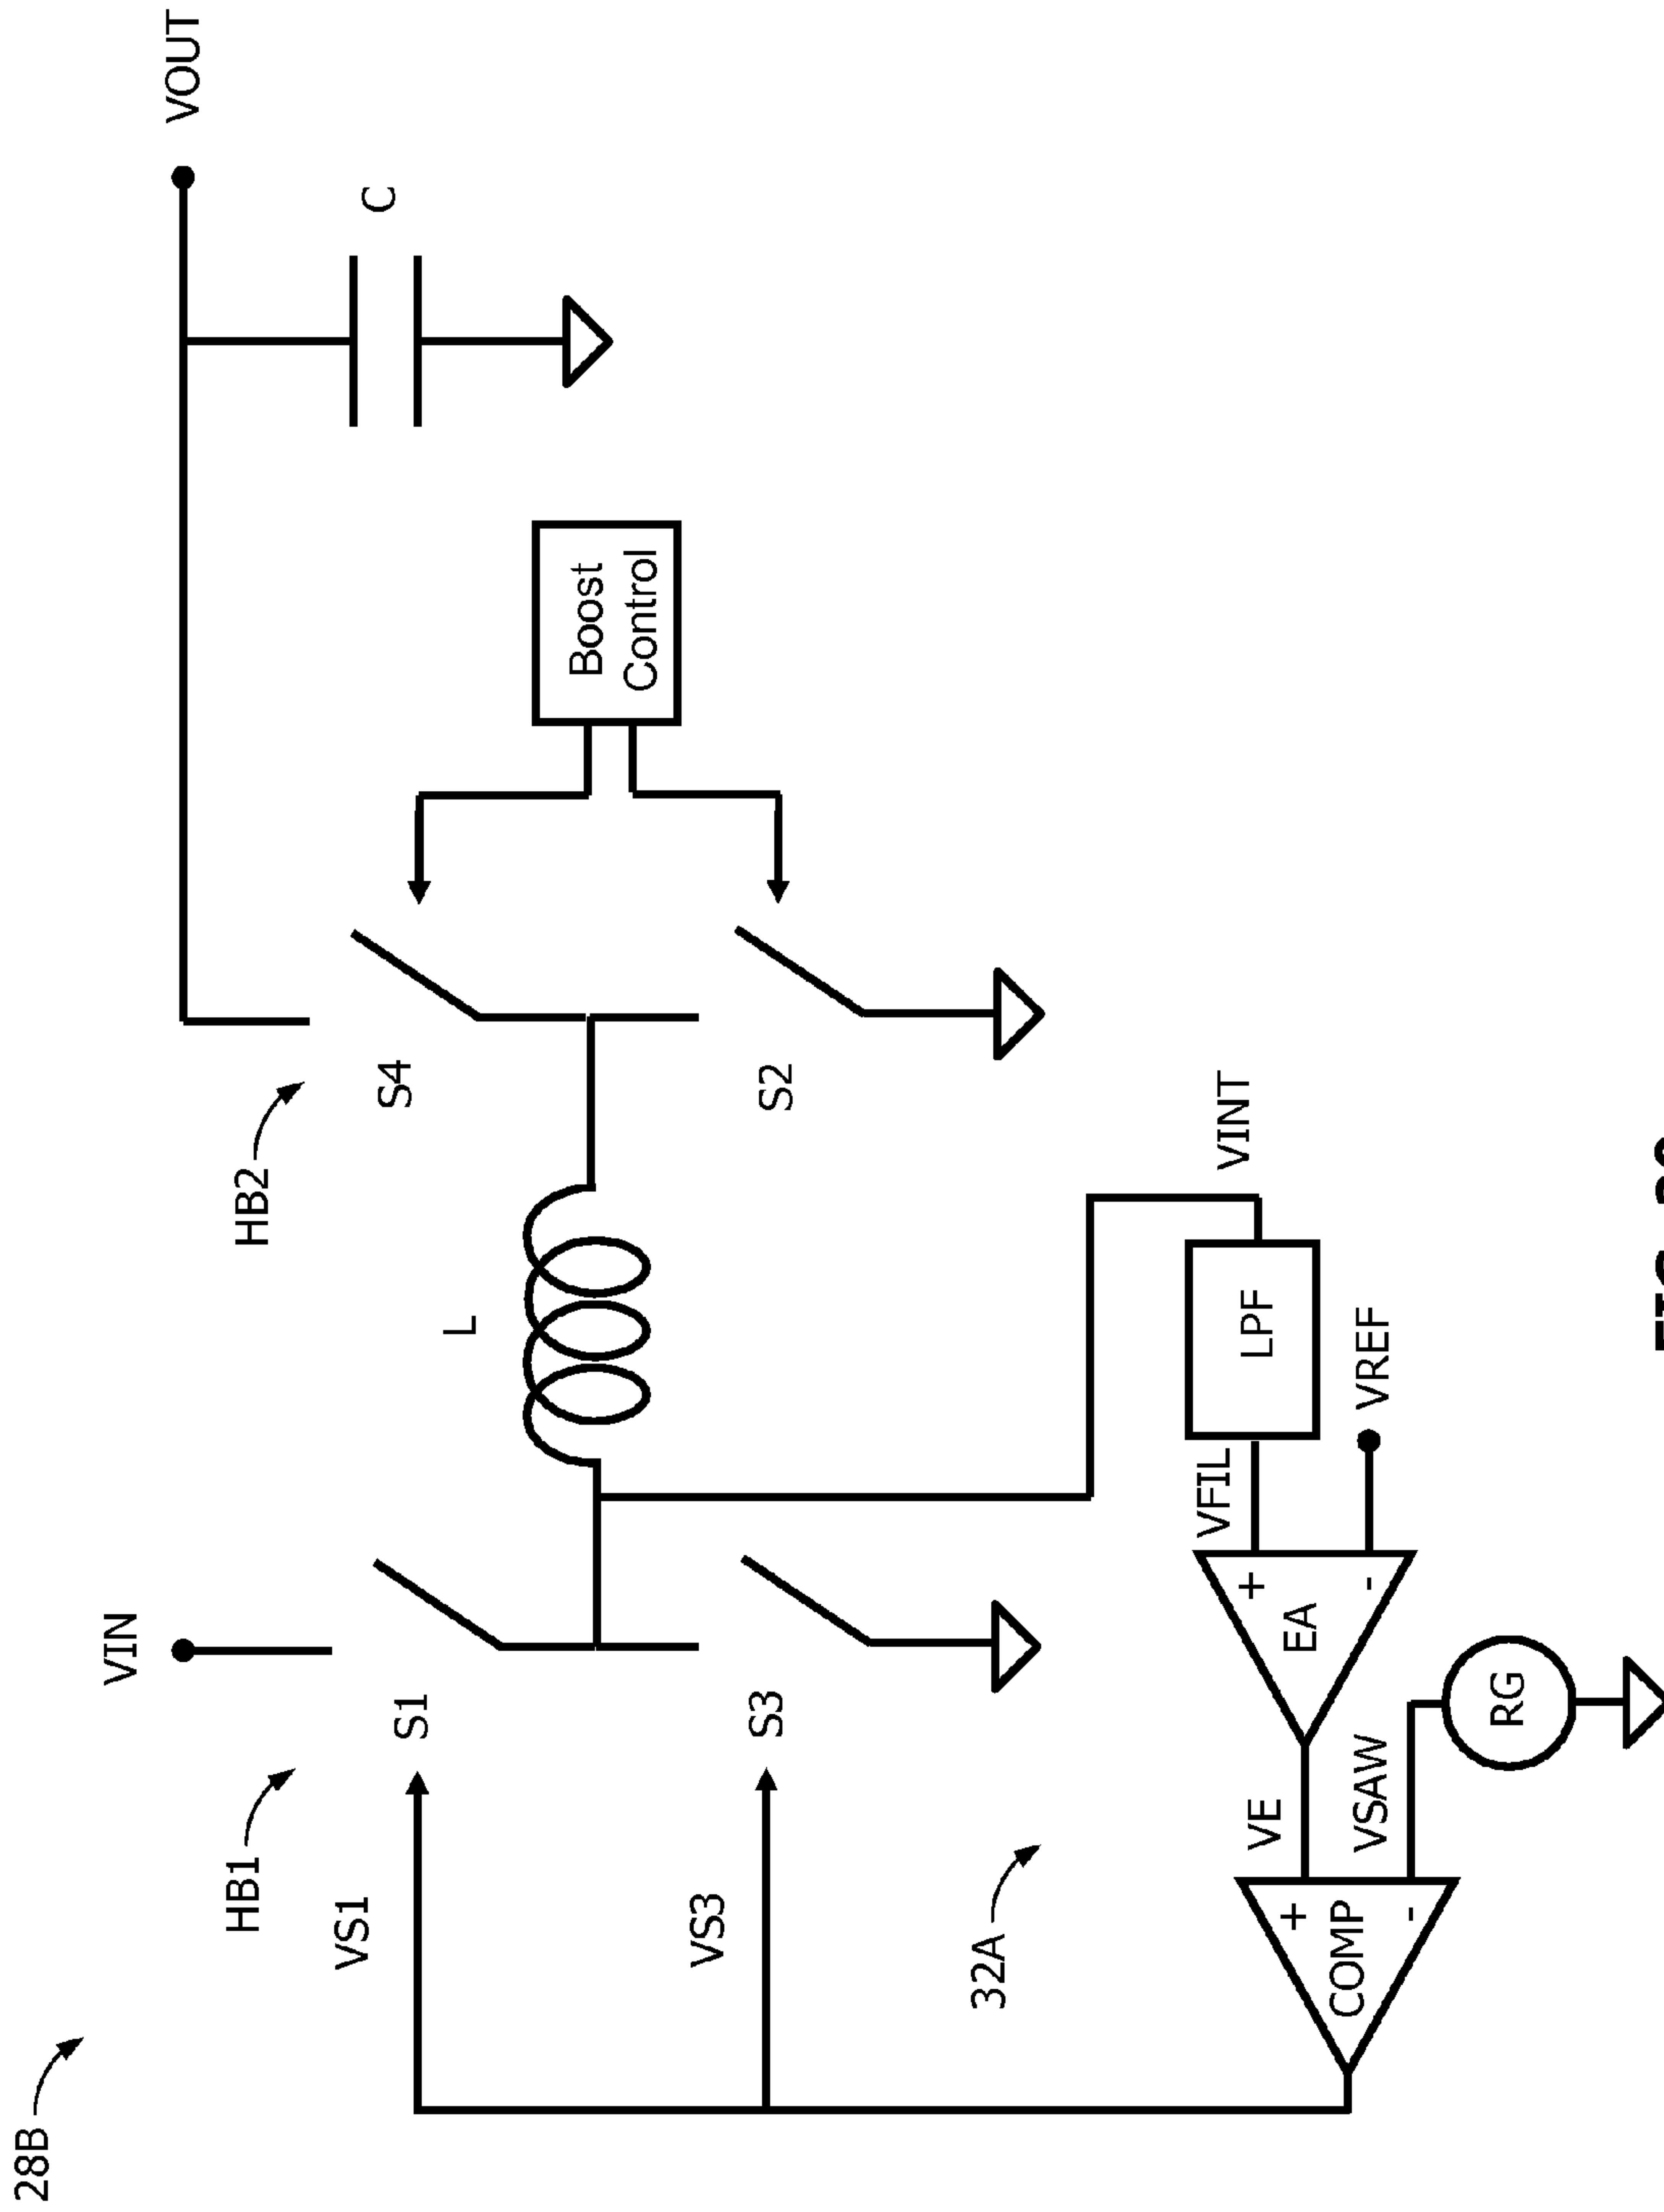 28B
VIN
VOUT
HB1
HB2
S1
VS1
L
S4
C
Boost
Control
VS3
S3
S2
32A
VINT
VFIL
LPF
VE
+
EA
-
VREF
+
COMP
-
VSAW
RG